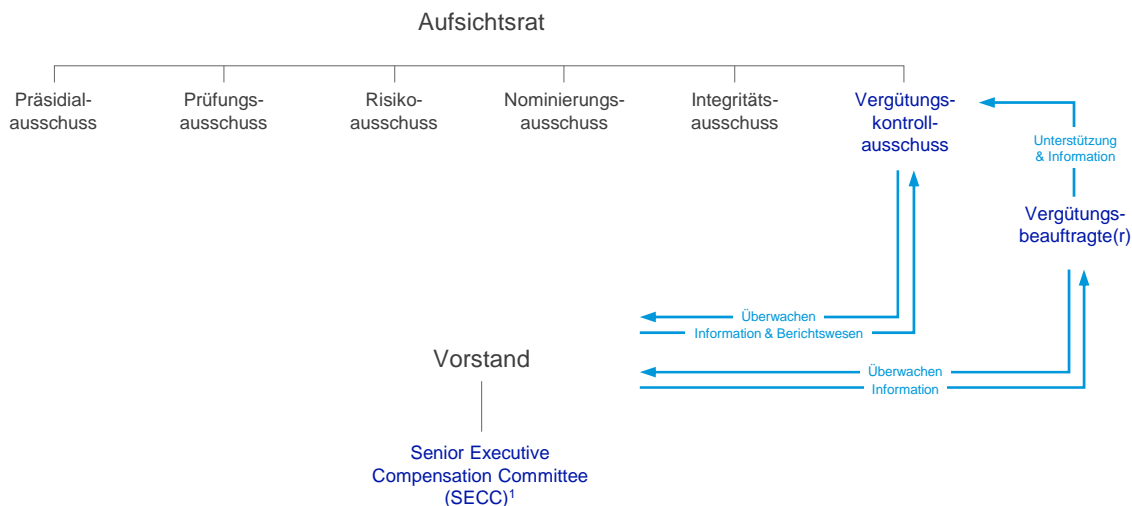 Aufsichtsrat
Präsidial-
ausschuss
Prüfungs-
ausschuss
Risiko-
ausschuss
Nominierungs-
ausschuss
Integritäts-
ausschuss
Vergütungs-
kontroll-
ausschuss
Unterstützung
& Information
Vergütungs-
beauftragte(r)
Überwachen
Information & Berichtswesen
Vorstand
Überwachen
Information
Senior Executive
Compensation Committee
(SECC)¹